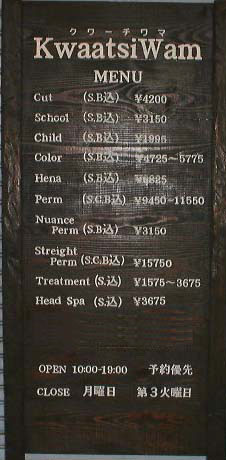 クワーチワマ
KwaatsiWam
MENU
Cut (S.B込) ¥4200
School (S.B込) ¥3150
Child (S.B込) ¥1995
Color (S.B込) ¥4725〜5775
Hena (S.B込) ¥6825
Perm (S,C,B込) ¥9450〜11550
Nuance
Perm (S.B込) ¥3150
Streight
Perm (S,C,B込) ¥15750
Treatment (S.込) ¥1575〜3675
Head Spa (S.込) ¥3675
OPEN 10:00-19:00 予約優先
CLOSE 月曜日 第3火曜日